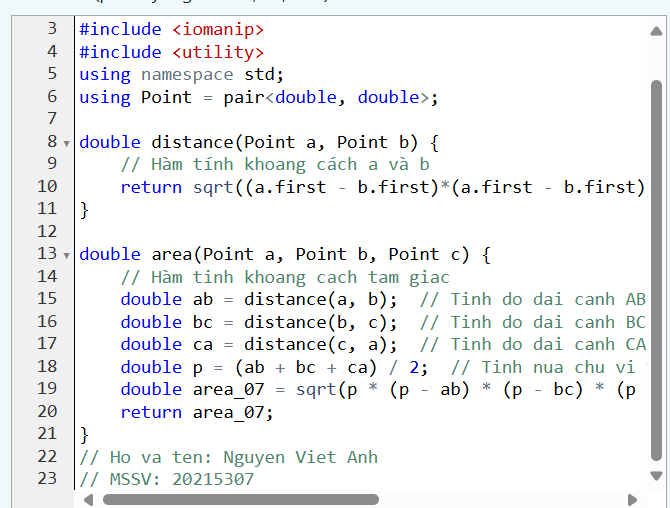 3 #include <iomanip>
4 #include <utility>
5 using namespace std;
6 using Point = pair<double, double>;
7
8 double distance(Point a, Point b) {
9 // Hàm tính khoang cách a và b
10 return sqrt((a.first - b.first)*(a.first - b.first)
11 }
12
13 double area(Point a, Point b, Point c) {
14 // Hàm tinh khoang cach tam giac
15 double ab = distance(a, b); // Tinh do dai canh AB
16 double bc = distance(b, c); // Tinh do dai canh BC
17 double ca = distance(c, a); // Tinh do dai canh CA
18 double p = (ab + bc + ca) / 2; // Tinh nua chu vi
19 double area_07 = sqrt(p * (p - ab) * (p - bc) * (p
20 return area_07;
21 }
22 // Ho va ten: Nguyen Viet Anh
23 // MSSV: 20215307